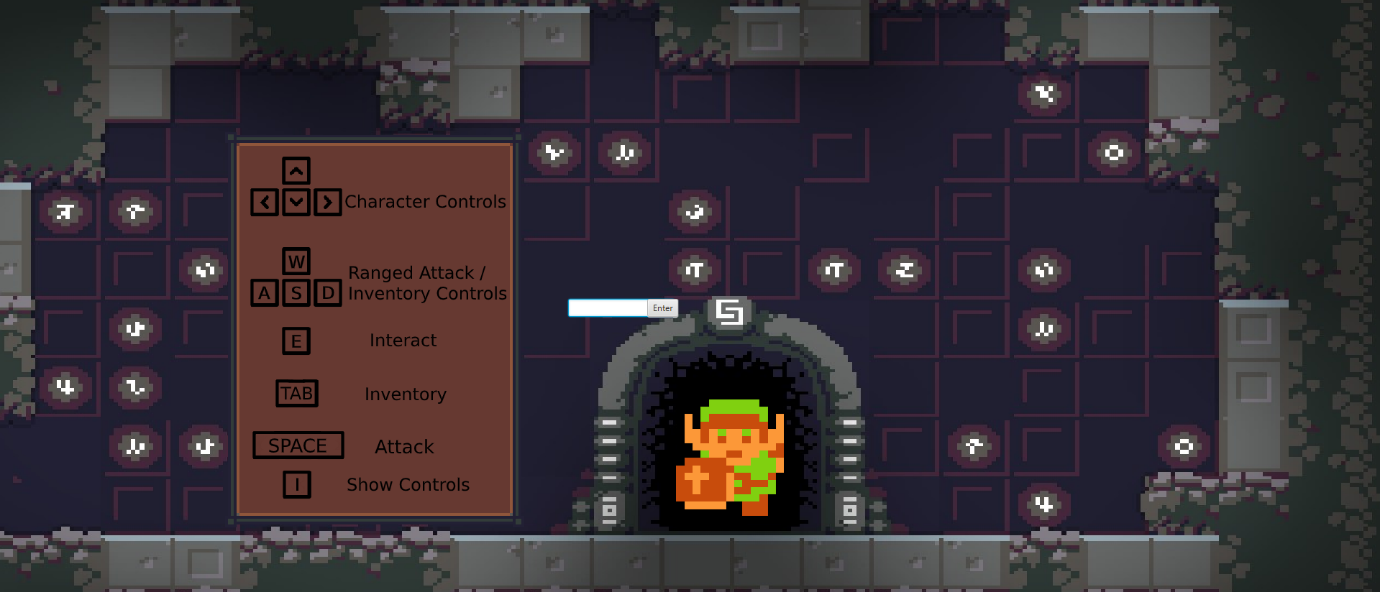 Character Controls
W
Ranged Attack /
A S D
Inventory Controls
Enter
E Interact
TAB Inventory
SPACE Attack
I Show Controls